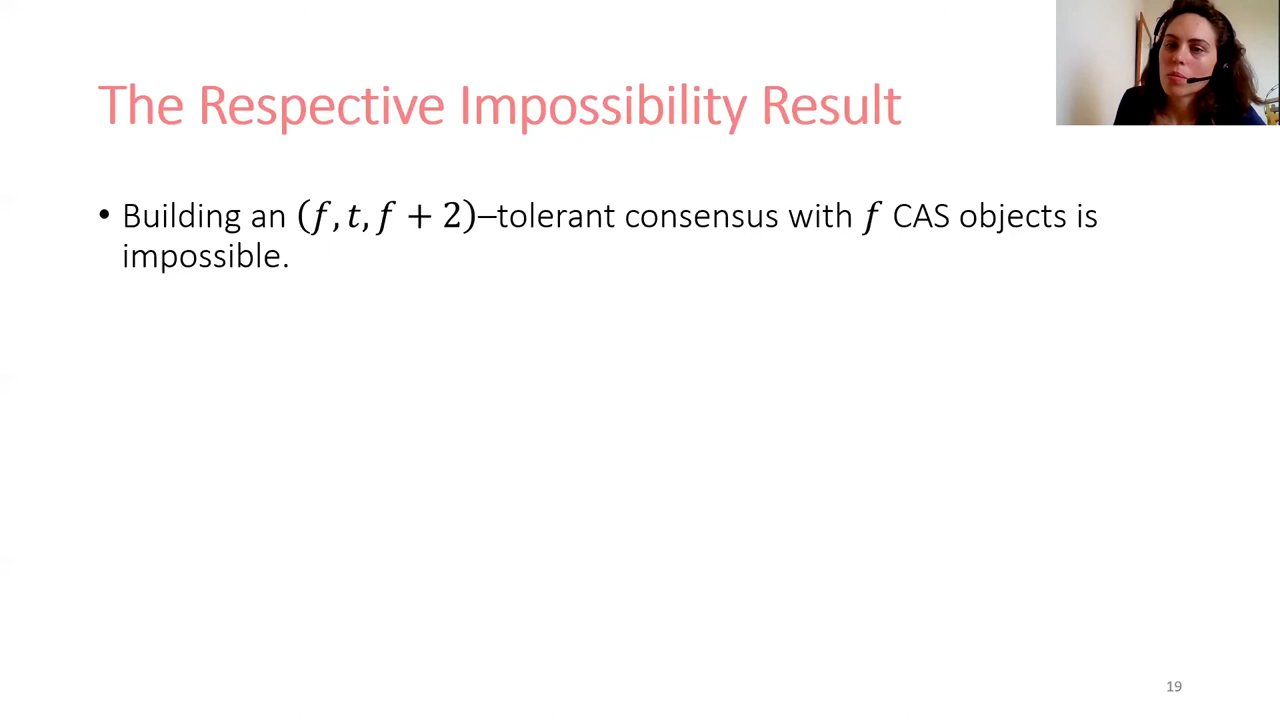 The Respective Impossibility Result
• Building an (f, t, f + 2)–tolerant consensus with f CAS objects is
impossible.
19